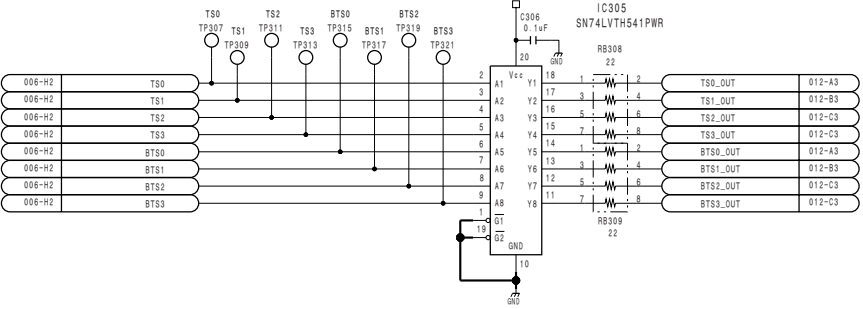 IC305
SN74LVTH541PWR
C306
0.1uF
GND
TS0
TP307
TS1
TP309
TS2
TP311
TS3
TP313
BTS0
TP315
BTS1
TP317
BTS2
TP319
BTS3
TP321
RB308
22
20
Vcc
006-H2 TS0 2 A1 Y1 18 1 2 TS0_OUT 012-A3
006-H2 TS1 3 A2 Y2 17 3 4 TS1_OUT 012-B3
006-H2 TS2 4 A3 Y3 16 5 6 TS2_OUT 012-C3
006-H2 TS3 5 A4 Y4 15 7 8 TS3_OUT 012-C3
006-H2 BTS0 6 A5 Y5 14 1 2 BTS0_OUT 012-A3
006-H2 BTS1 7 A6 Y6 13 3 4 BTS1_OUT 012-B3
006-H2 BTS2 8 A7 Y7 12 5 6 BTS2_OUT 012-C3
006-H2 BTS3 9 A8 Y8 11 7 8 BTS3_OUT 012-C3
1 G1
19 G2
GND
10
GND
RB309
22